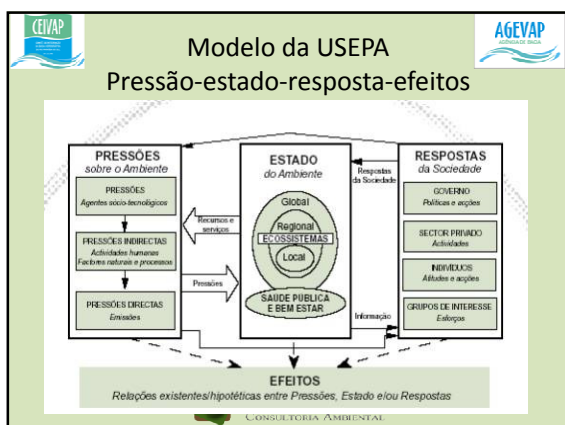 CEIVAP
AGEVAP
AGÊNCIA DE BACIA
Modelo da USEPA
Pressão-estado-resposta-efeitos
PRESSÕES
sobre o Ambiente
PRESSÕES
Agentes sócio-tecnológicos
PRESSÕES INDIRECTAS
Actividades humanas
Factores naturais e processos
PRESSÕES DIRECTAS
Emissões
Recursos e
serviços
Pressões
ESTADO
do Ambiente
Global
Regional
ECOSSISTEMAS
Local
SAÚDE PÚBLICA
E BEM ESTAR
Respostas
da Sociedade
Informação
RESPOSTAS
da Sociedade
GOVERNO
Políticas e acções
SECTOR PRIVADO
Actividades
INDIVÍDUOS
Atitudes e acções
GRUPOS DE INTERESSE
Esforços
EFEITOS
Relações existentes/hipotéticas entre Pressões, Estado e/ou Respostas
CONSULTORIA AMBIENTAL